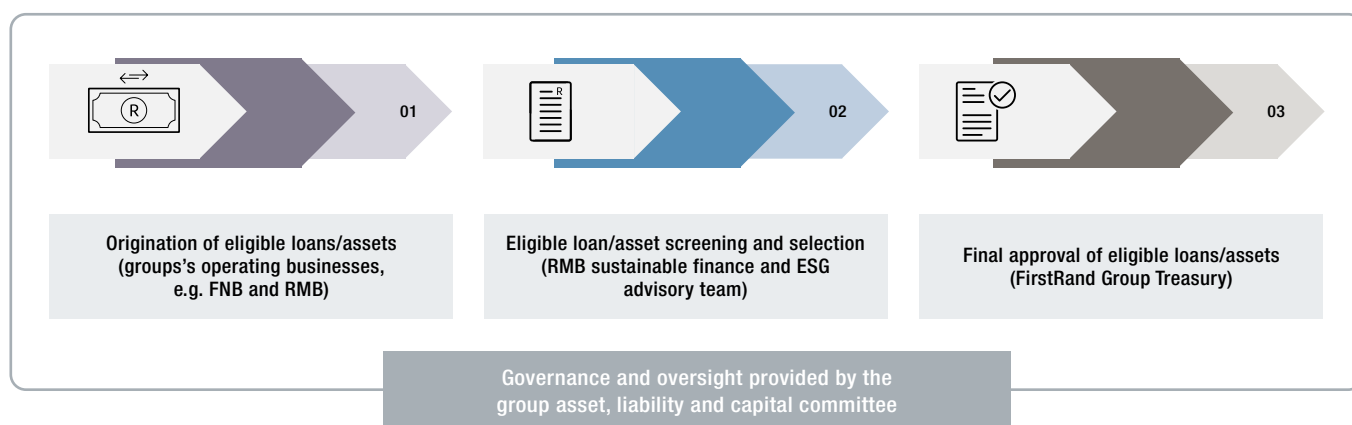 R
01
R
02
03
Origination of eligible loans/assets
(groups's operating businesses,
e.g. FNB and RMB)
Eligible loan/asset screening and selection
(RMB sustainable finance and ESG
advisory team)
Final approval of eligible loans/assets
(FirstRand Group Treasury)
Governance and oversight provided by the
group asset, liability and capital committee